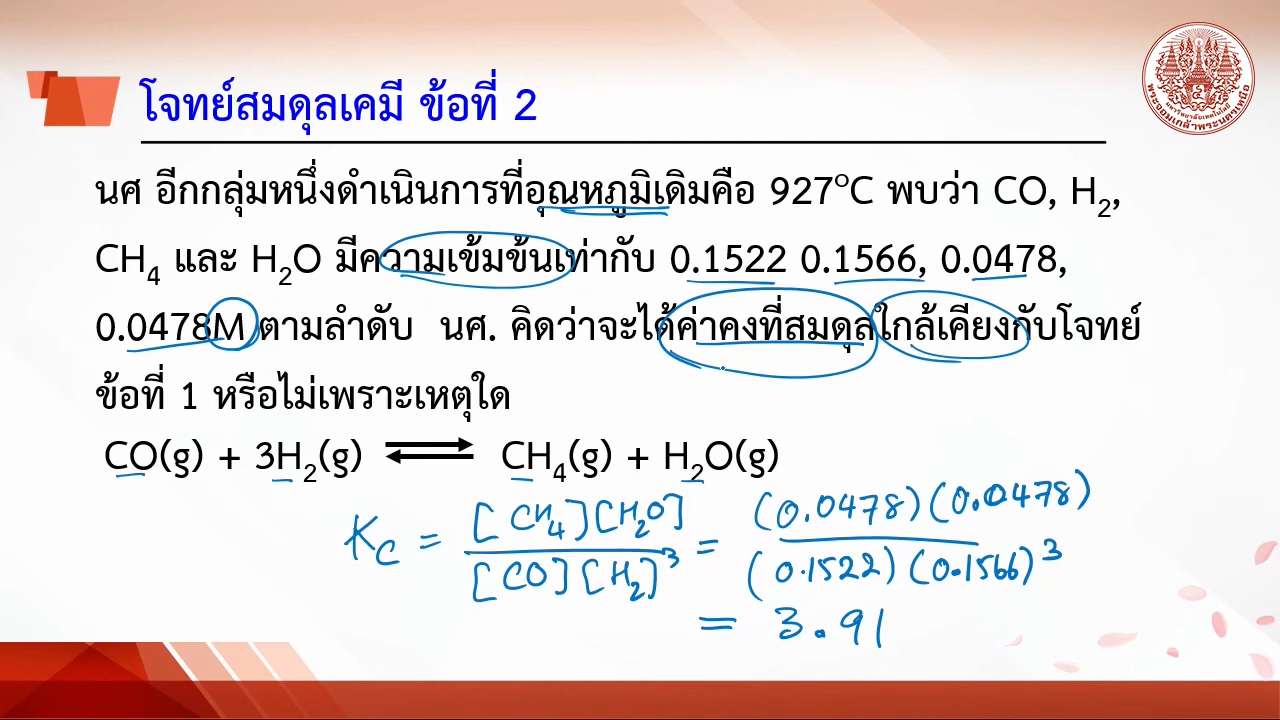 โจทย์สมดุลเคมี ข้อที่ 2
นศ อีกกลุ่มหนึ่งดำเนินการที่อุณหภูมิเดิมคือ 927°C พบว่า CO, H₂,
CH₄ และ H₂O มีความเข้มข้นเท่ากับ 0.1522 0.1566, 0.0478,
0.0478M ตามลำดับ นศ. คิดว่าจะได้ค่าคงที่สมดุลใกล้เคียงกับโจทย์
ข้อที่ 1 หรือไม่เพราะเหตุใด
CO(g) + 3H₂(g) ⇌ CH₄(g) + H₂O(g)
K_C = [CH₄][H₂O] / [CO][H₂]³ = (0.0478)(0.0478) / (0.1522)(0.1566)³
= 3.91